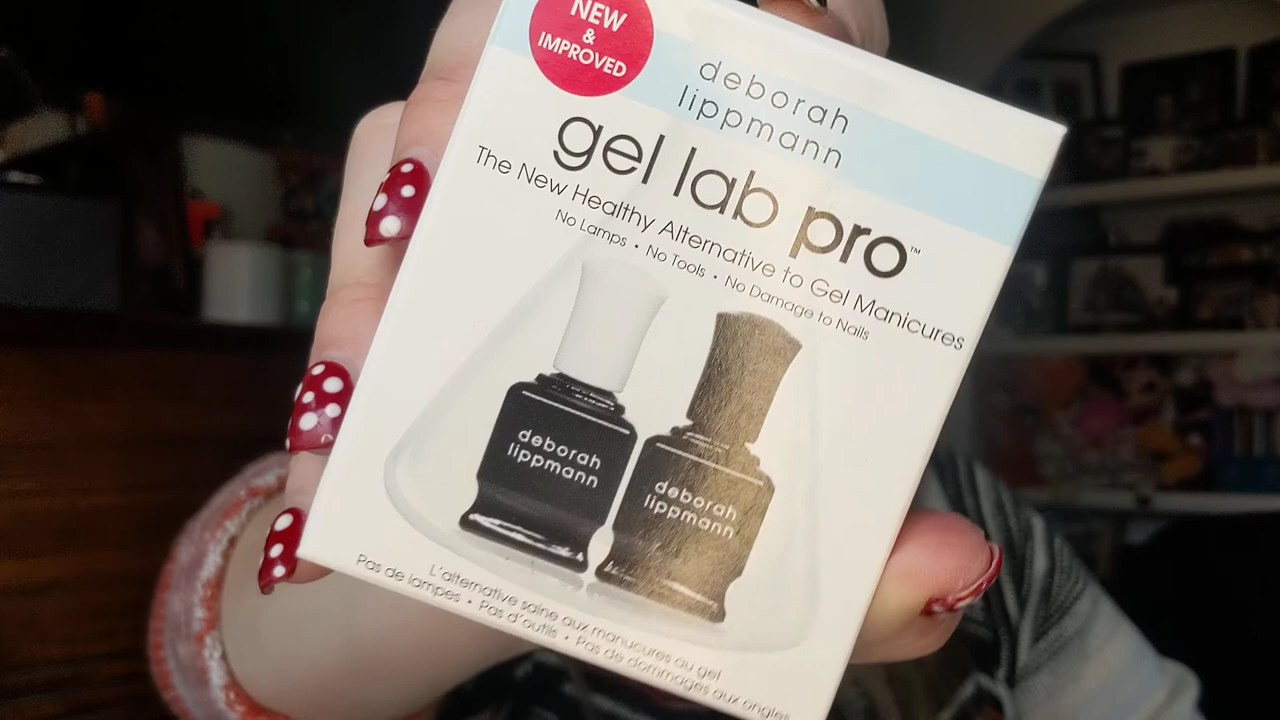 NEW
&
IMPROVED
deborah
lippmann
gel lab pro™
The New Healthy Alternative to Gel Manicures
No Lamps • No Tools • No Damage to Nails
deborah
lippmann
deborah
lippmann
L'alternative saine aux manucures au gel
Pas de lampes • Pas d'outils • Pas de dommages aux ongles